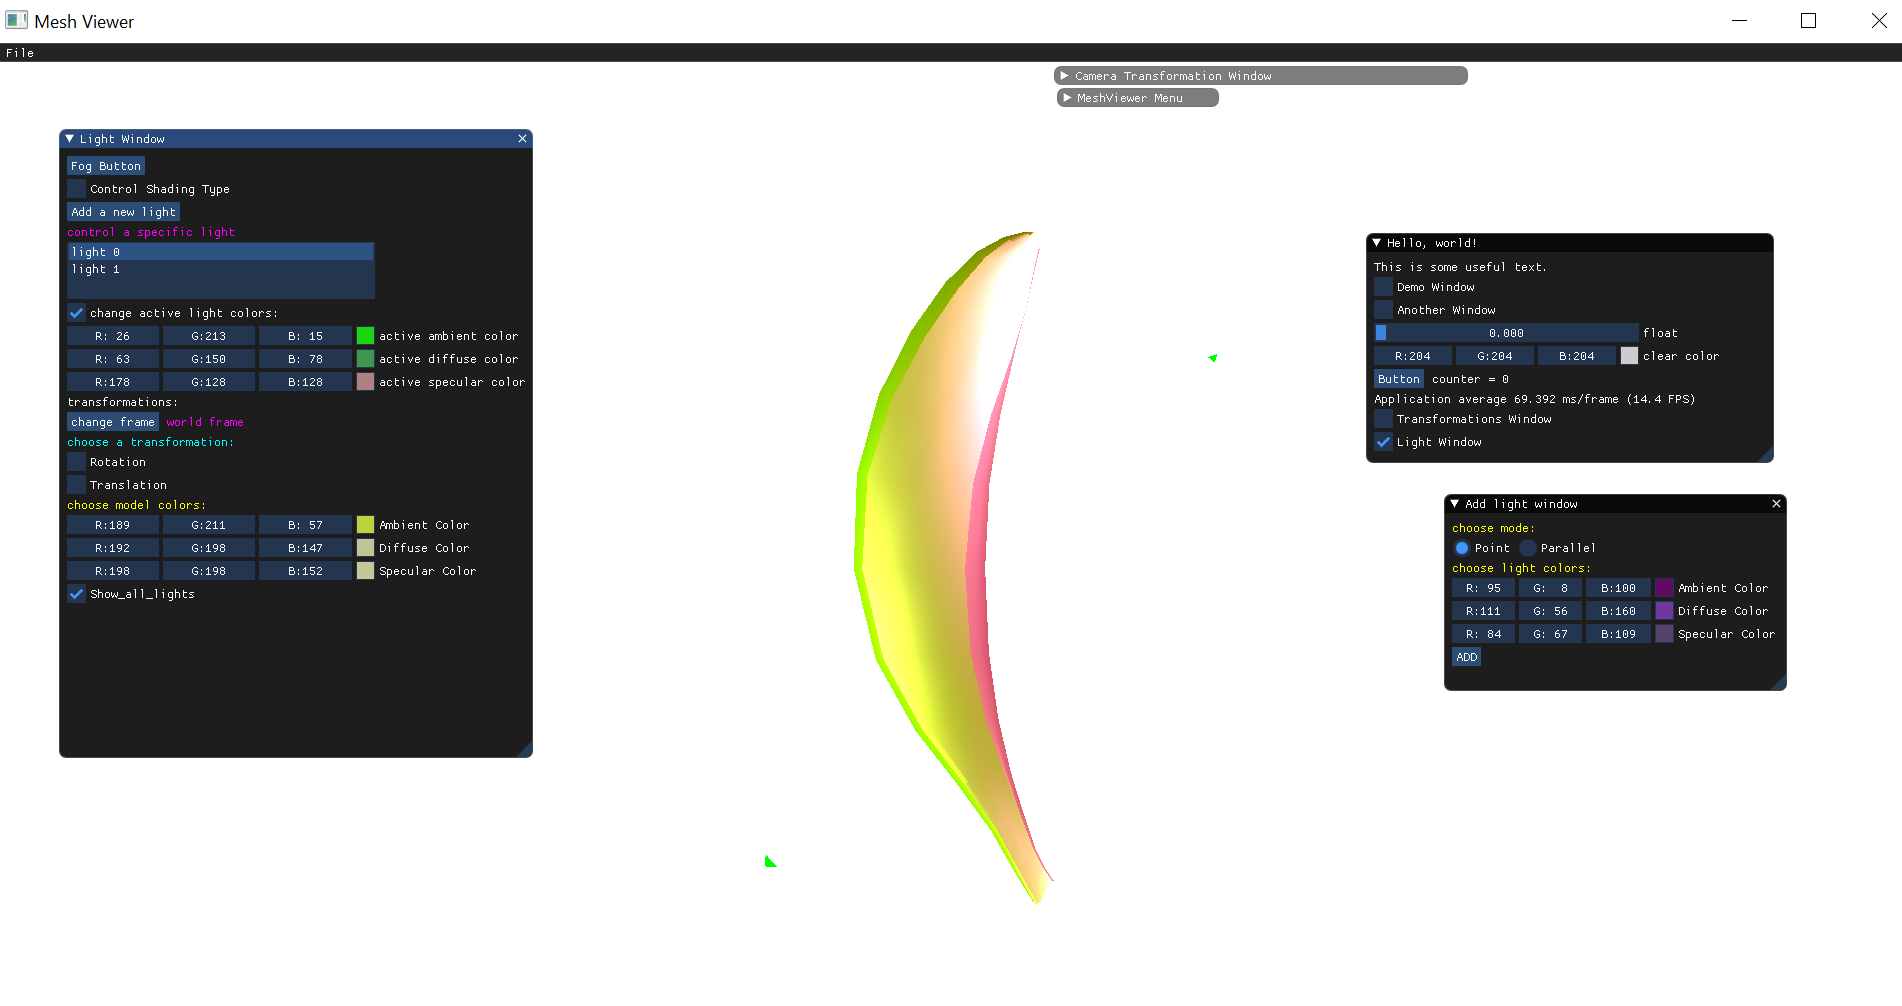 Mesh Viewer
File
Camera Transformation Window
MeshViewer Menu
Light Window
Fog Button
Control Shading Type
Add a new light
control a specific light
light 0
light 1
change active light colors:
R: 26 G:213 B: 15 active ambient color
R: 63 G:150 B: 78 active diffuse color
R:178 G:128 B:128 active specular color
transformations:
change frame world frame
choose a transformation:
Rotation
Translation
choose model colors:
R:189 G:211 B: 57 Ambient Color
R:192 G:198 B:147 Diffuse Color
R:198 G:198 B:152 Specular Color
Show_all_lights
Hello, world!
This is some useful text.
Demo Window
Another Window
0.000 float
R:204 G:204 B:204 clear color
Button counter = 0
Application average 69.392 ms/frame (14.4 FPS)
Transformations Window
Light Window
Add light window
choose mode:
Point Parallel
choose light colors:
R: 95 G: 8 B:100 Ambient Color
R:111 G: 56 B:160 Diffuse Color
R: 84 G: 67 B:109 Specular Color
ADD